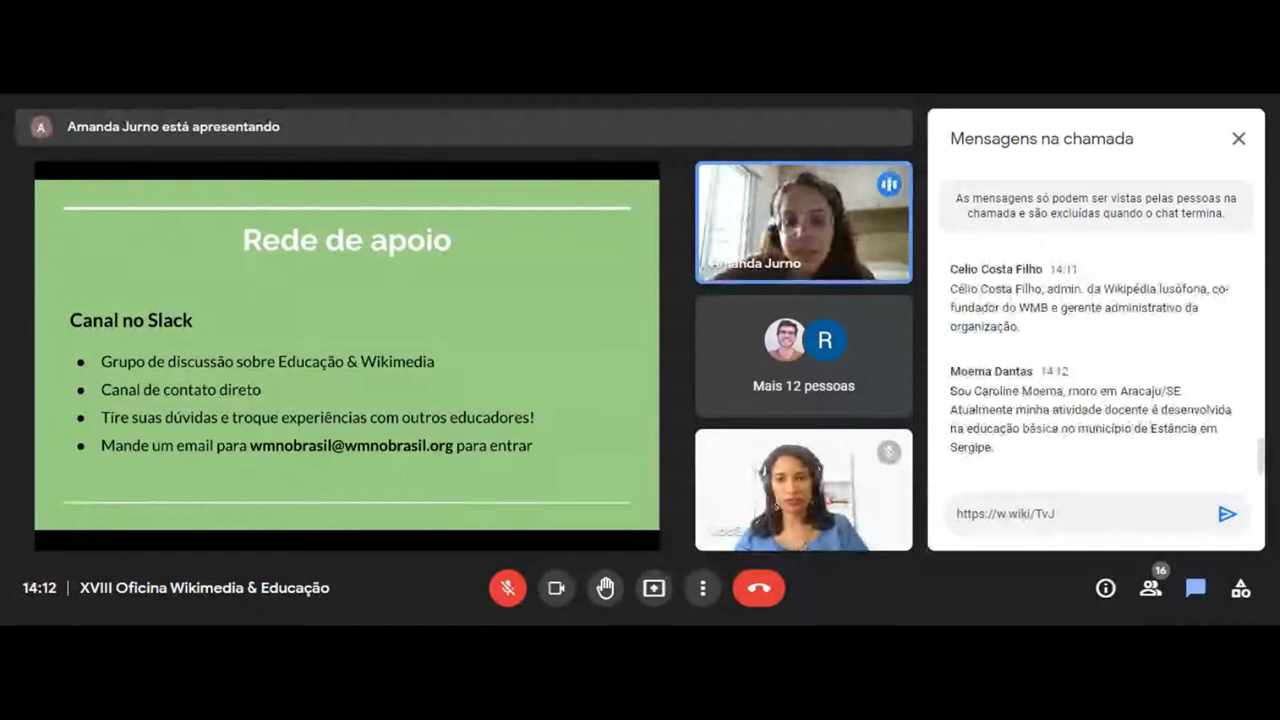 A
Amanda Jurno está apresentando
Rede de apoio
Canal no Slack
Grupo de discussão sobre Educação & Wikimedia
Canal de contato direto
Tire suas dúvidas e troque experiências com outros educadores!
Mande um email para wmnobrasil@wmnobrasil.org para entrar
Amanda Jurno
R
Mais 12 pessoas
Mensagens na chamada
As mensagens só podem ser vistas pelas pessoas na
chamada e são excluídas quando o chat termina.
Celio Costa Filho 14:11
Célio Costa Filho, admin. da Wikipédia lusófona, co-
fundador do WMB e gerente administrativo da
organização.
Moema Dantas 14:12
Sou Caroline Moema, moro em Aracaju/SE
Atualmente minha atividade docente é desenvolvida
na educação básica no município de Estância em
Sergipe.
https://w.wiki/TvJ
14:12 | XVIII Oficina Wikimedia & Educação
16